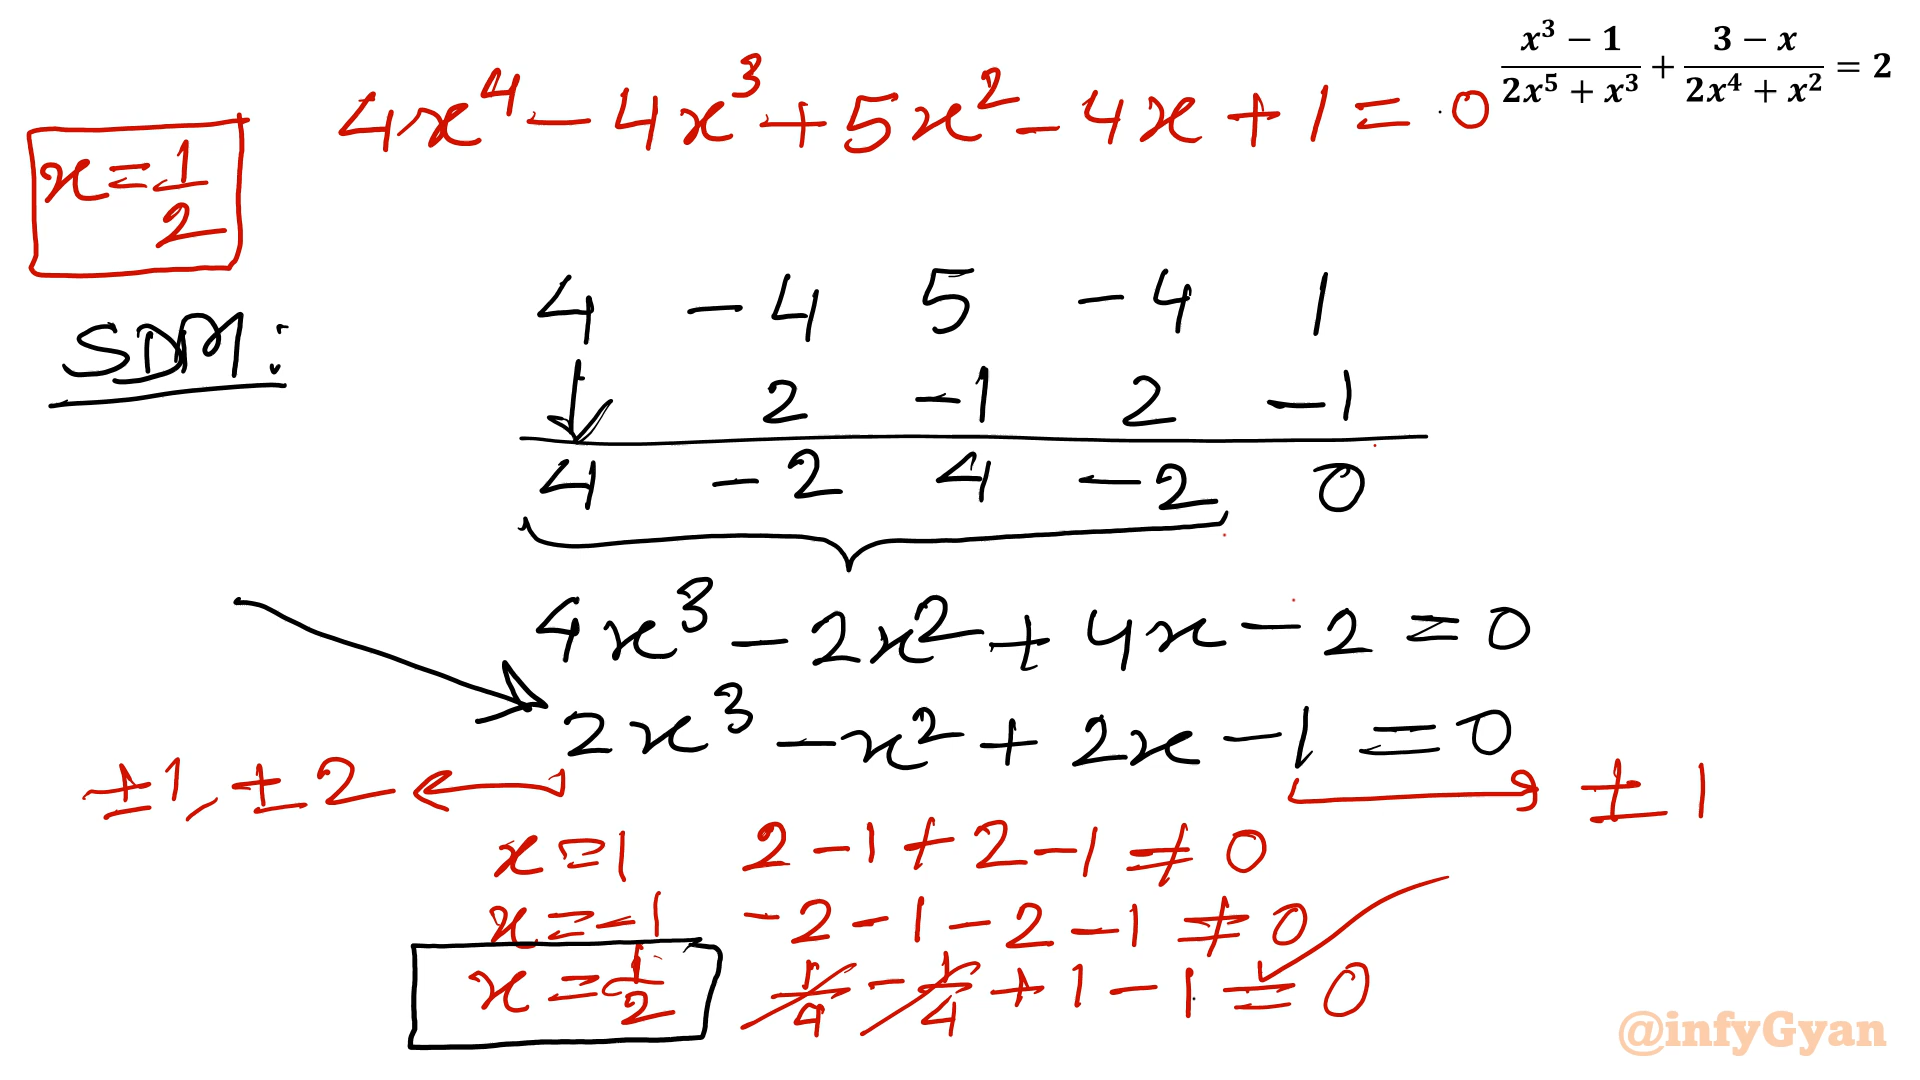 4x⁴ − 4x³ + 5x² − 4x + 1 = 0
(x³ − 1)/(2x⁵ + x³) + (3 − x)/(2x⁴ + x²) = 2
x = 1/2
SDM:
4 −4 5 −4 1
2 −1 2 −1
4 −2 4 −2 0
4x³ − 2x² + 4x − 2 = 0
2x³ − x² + 2x − 1 = 0
±1, ±2
±1
x = 1 2 − 1 + 2 − 1 ≠ 0
x = −1 −2 − 1 − 2 − 1 ≠ 0
x = 1/2 1/4 − 1/4 + 1 − 1 = 0
@infyGyan